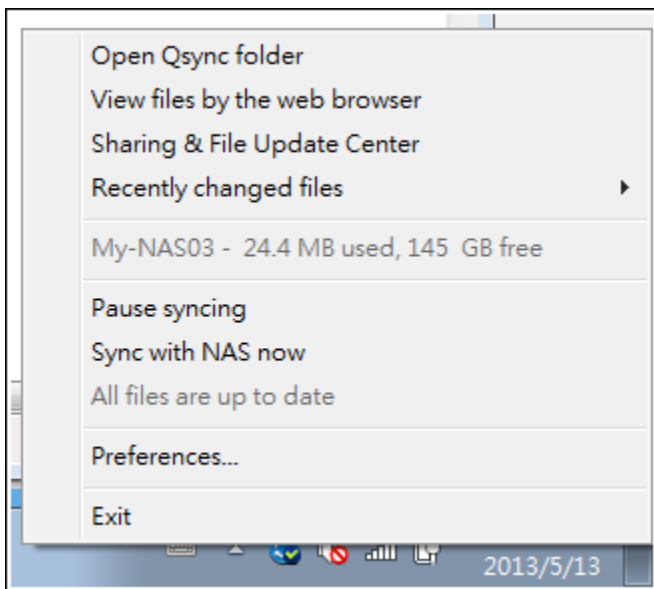 Open Qsync folder
View files by the web browser
Sharing & File Update Center
Recently changed files
My-NAS03 -  24.4 MB used, 145  GB free
Pause syncing
Sync with NAS now
All files are up to date
Preferences...
Exit
2013/5/13